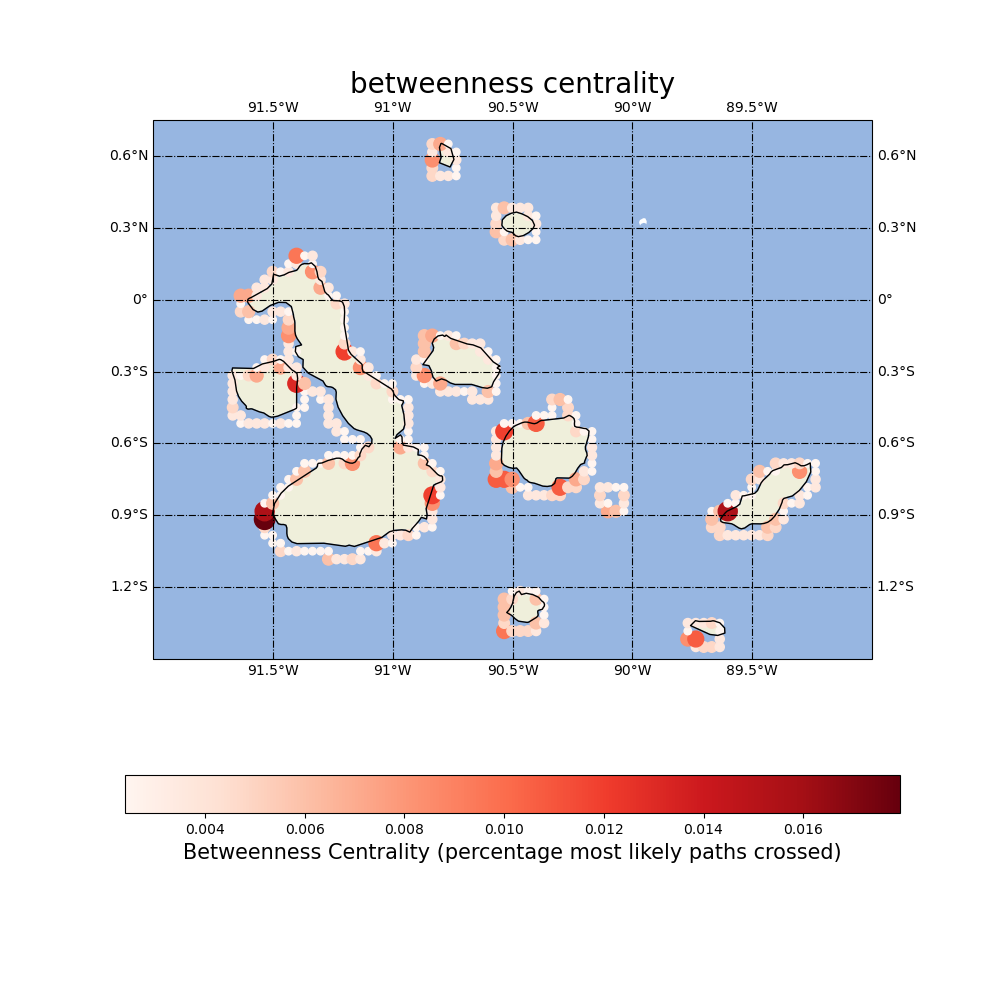 betweenness centrality
91.5°W 91°W 90.5°W 90°W 89.5°W
0.6°N 0.6°N
0.3°N 0.3°N
0° 0°
0.3°S 0.3°S
0.6°S 0.6°S
0.9°S 0.9°S
1.2°S 1.2°S
91.5°W 91°W 90.5°W 90°W 89.5°W
0.004 0.006 0.008 0.010 0.012 0.014 0.016
Betweenness Centrality (percentage most likely paths crossed)